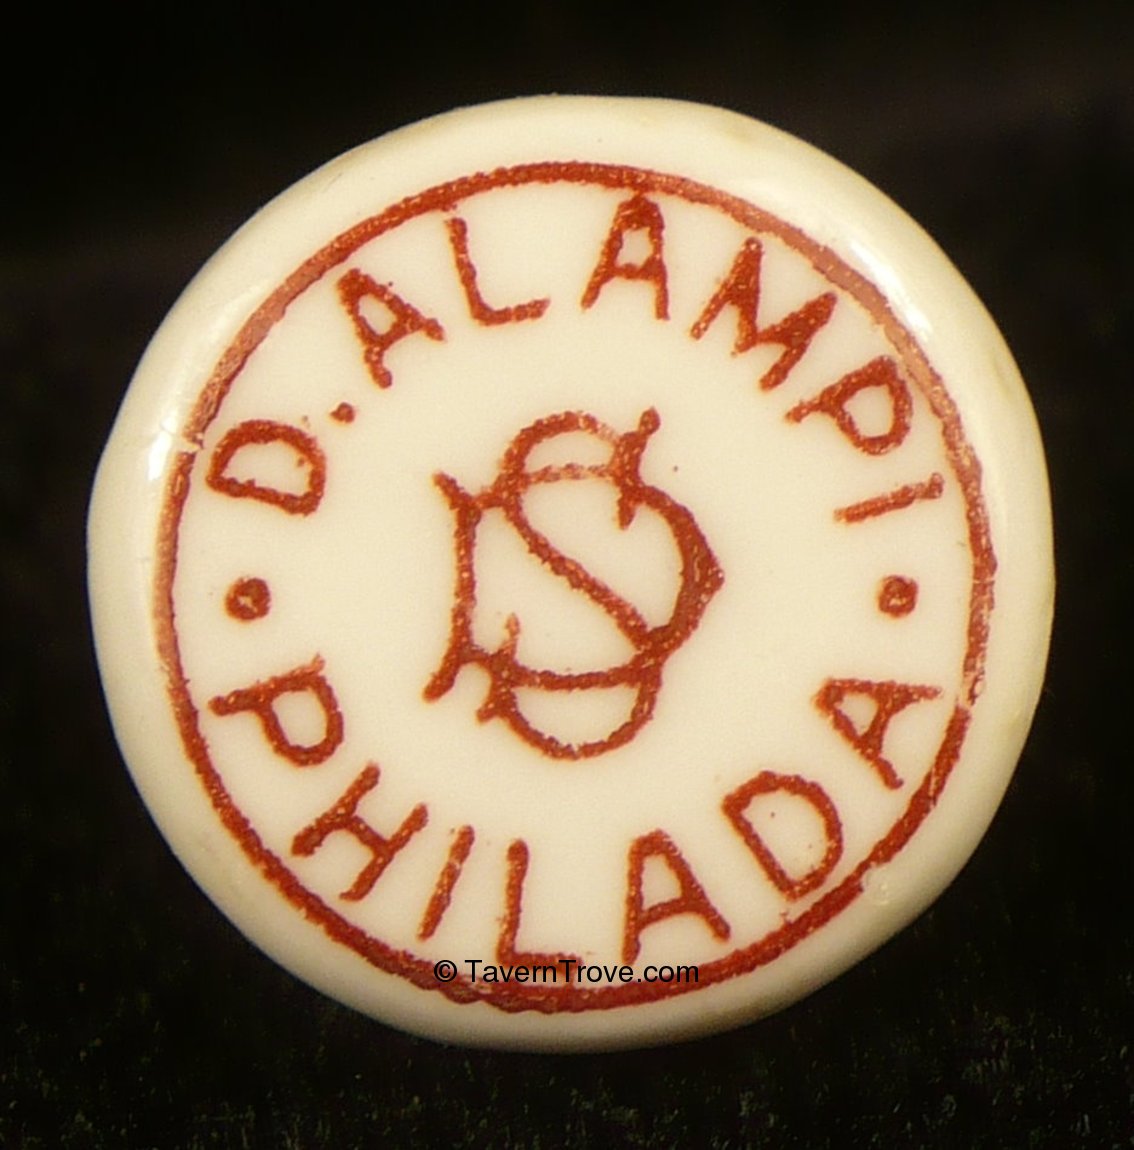 D. ALAMPI
DS
• PHILADA •
© TavernTrove.com